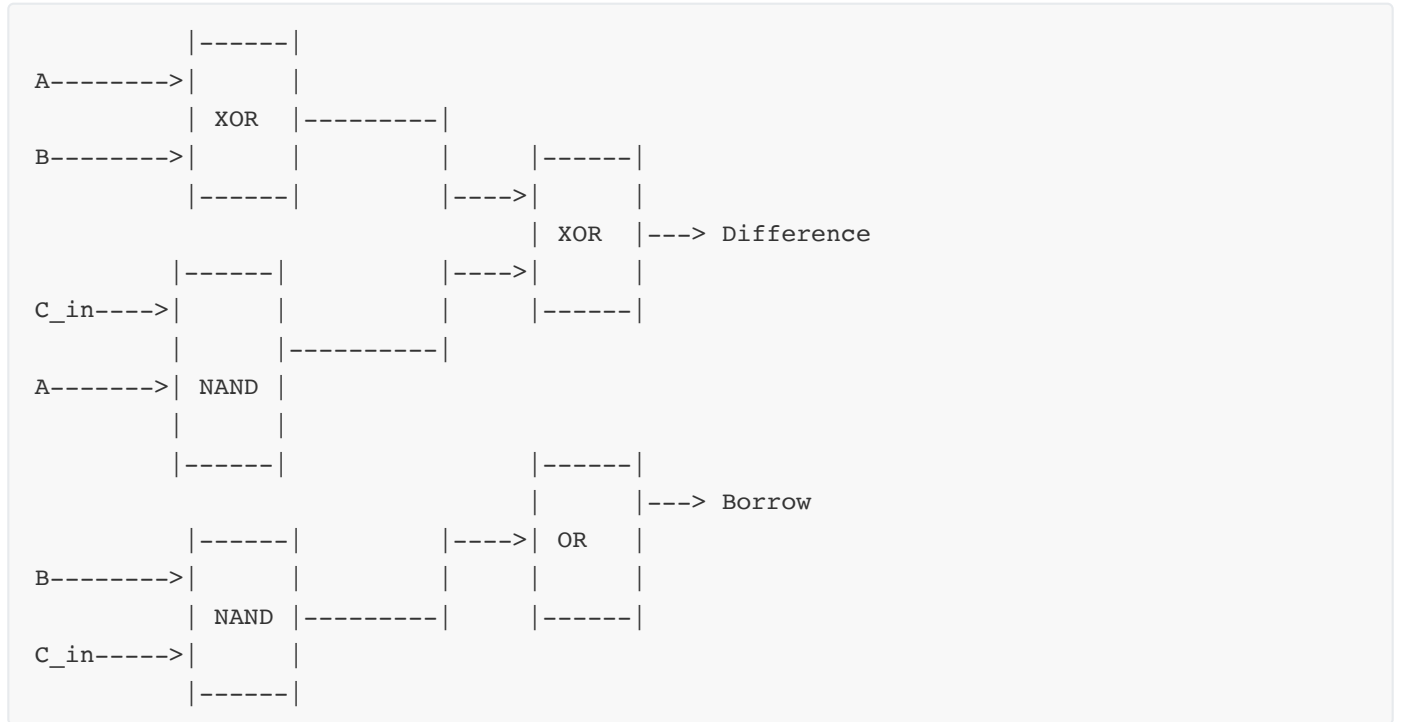 |------|
A-------->|      |
          | XOR  |---------|
B-------->|      |         |     |------|
          |------|         |---->|      |
                                 | XOR  |---> Difference
         |------|          |---->|      |
C_in---->|      |          |     |------|
         |      |----------|
A------->| NAND |
         |      |
         |------|                |------|
                                 |      |---> Borrow
          |------|         |---->| OR   |
B-------->|      |         |     |      |
          | NAND |---------|     |------|
C_in----->|      |
          |------|